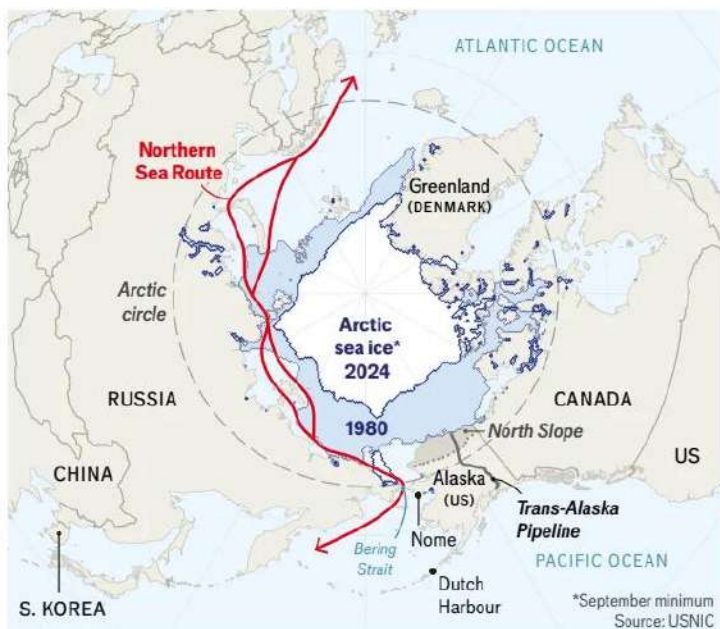 ATLANTIC OCEAN
Northern
Sea Route
Greenland
(DENMARK)
Arctic
circle
Arctic
sea ice*
2024
RUSSIA
CANADA
1980
North Slope
US
CHINA
Alaska
(US)
Trans-Alaska
Pipeline
Nome
Bering
Strait
PACIFIC OCEAN
Dutch
Harbour
S. KOREA
*September minimum
Source: USNIC